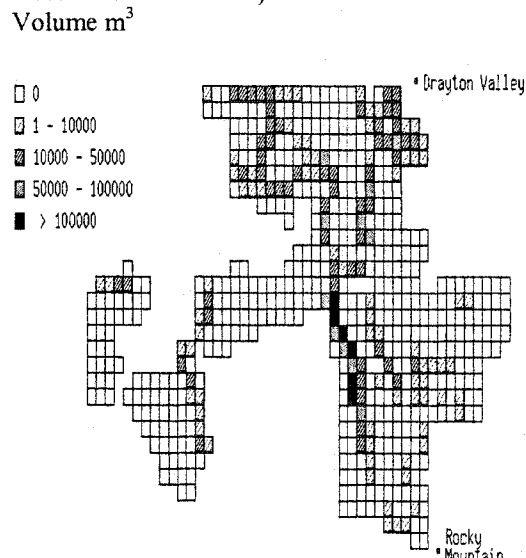 Volume m³
0
1 - 10000
10000 - 50000
50000 - 100000
> 100000
Drayton Valley
Rocky
Mountain